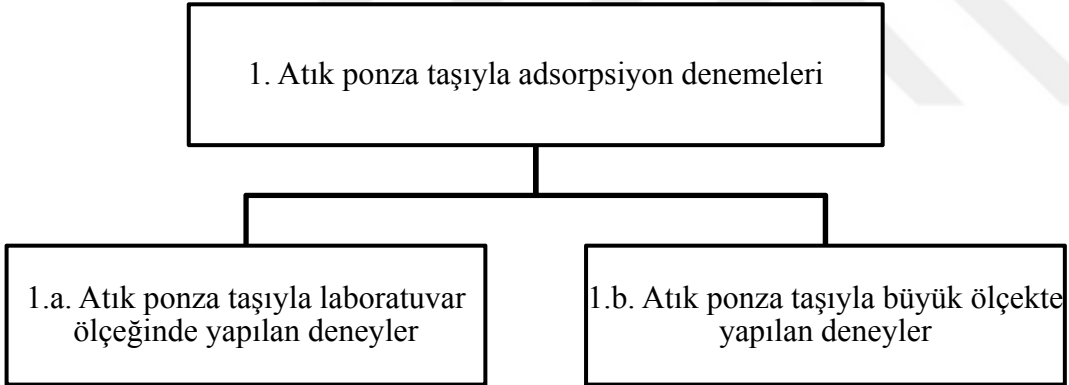 1. Atık ponza taşıyla adsorpsiyon denemeleri
1.a. Atık ponza taşıyla laboratuvar
ölçeğinde yapılan deneyler
1.b. Atık ponza taşıyla büyük ölçekte
yapılan deneyler